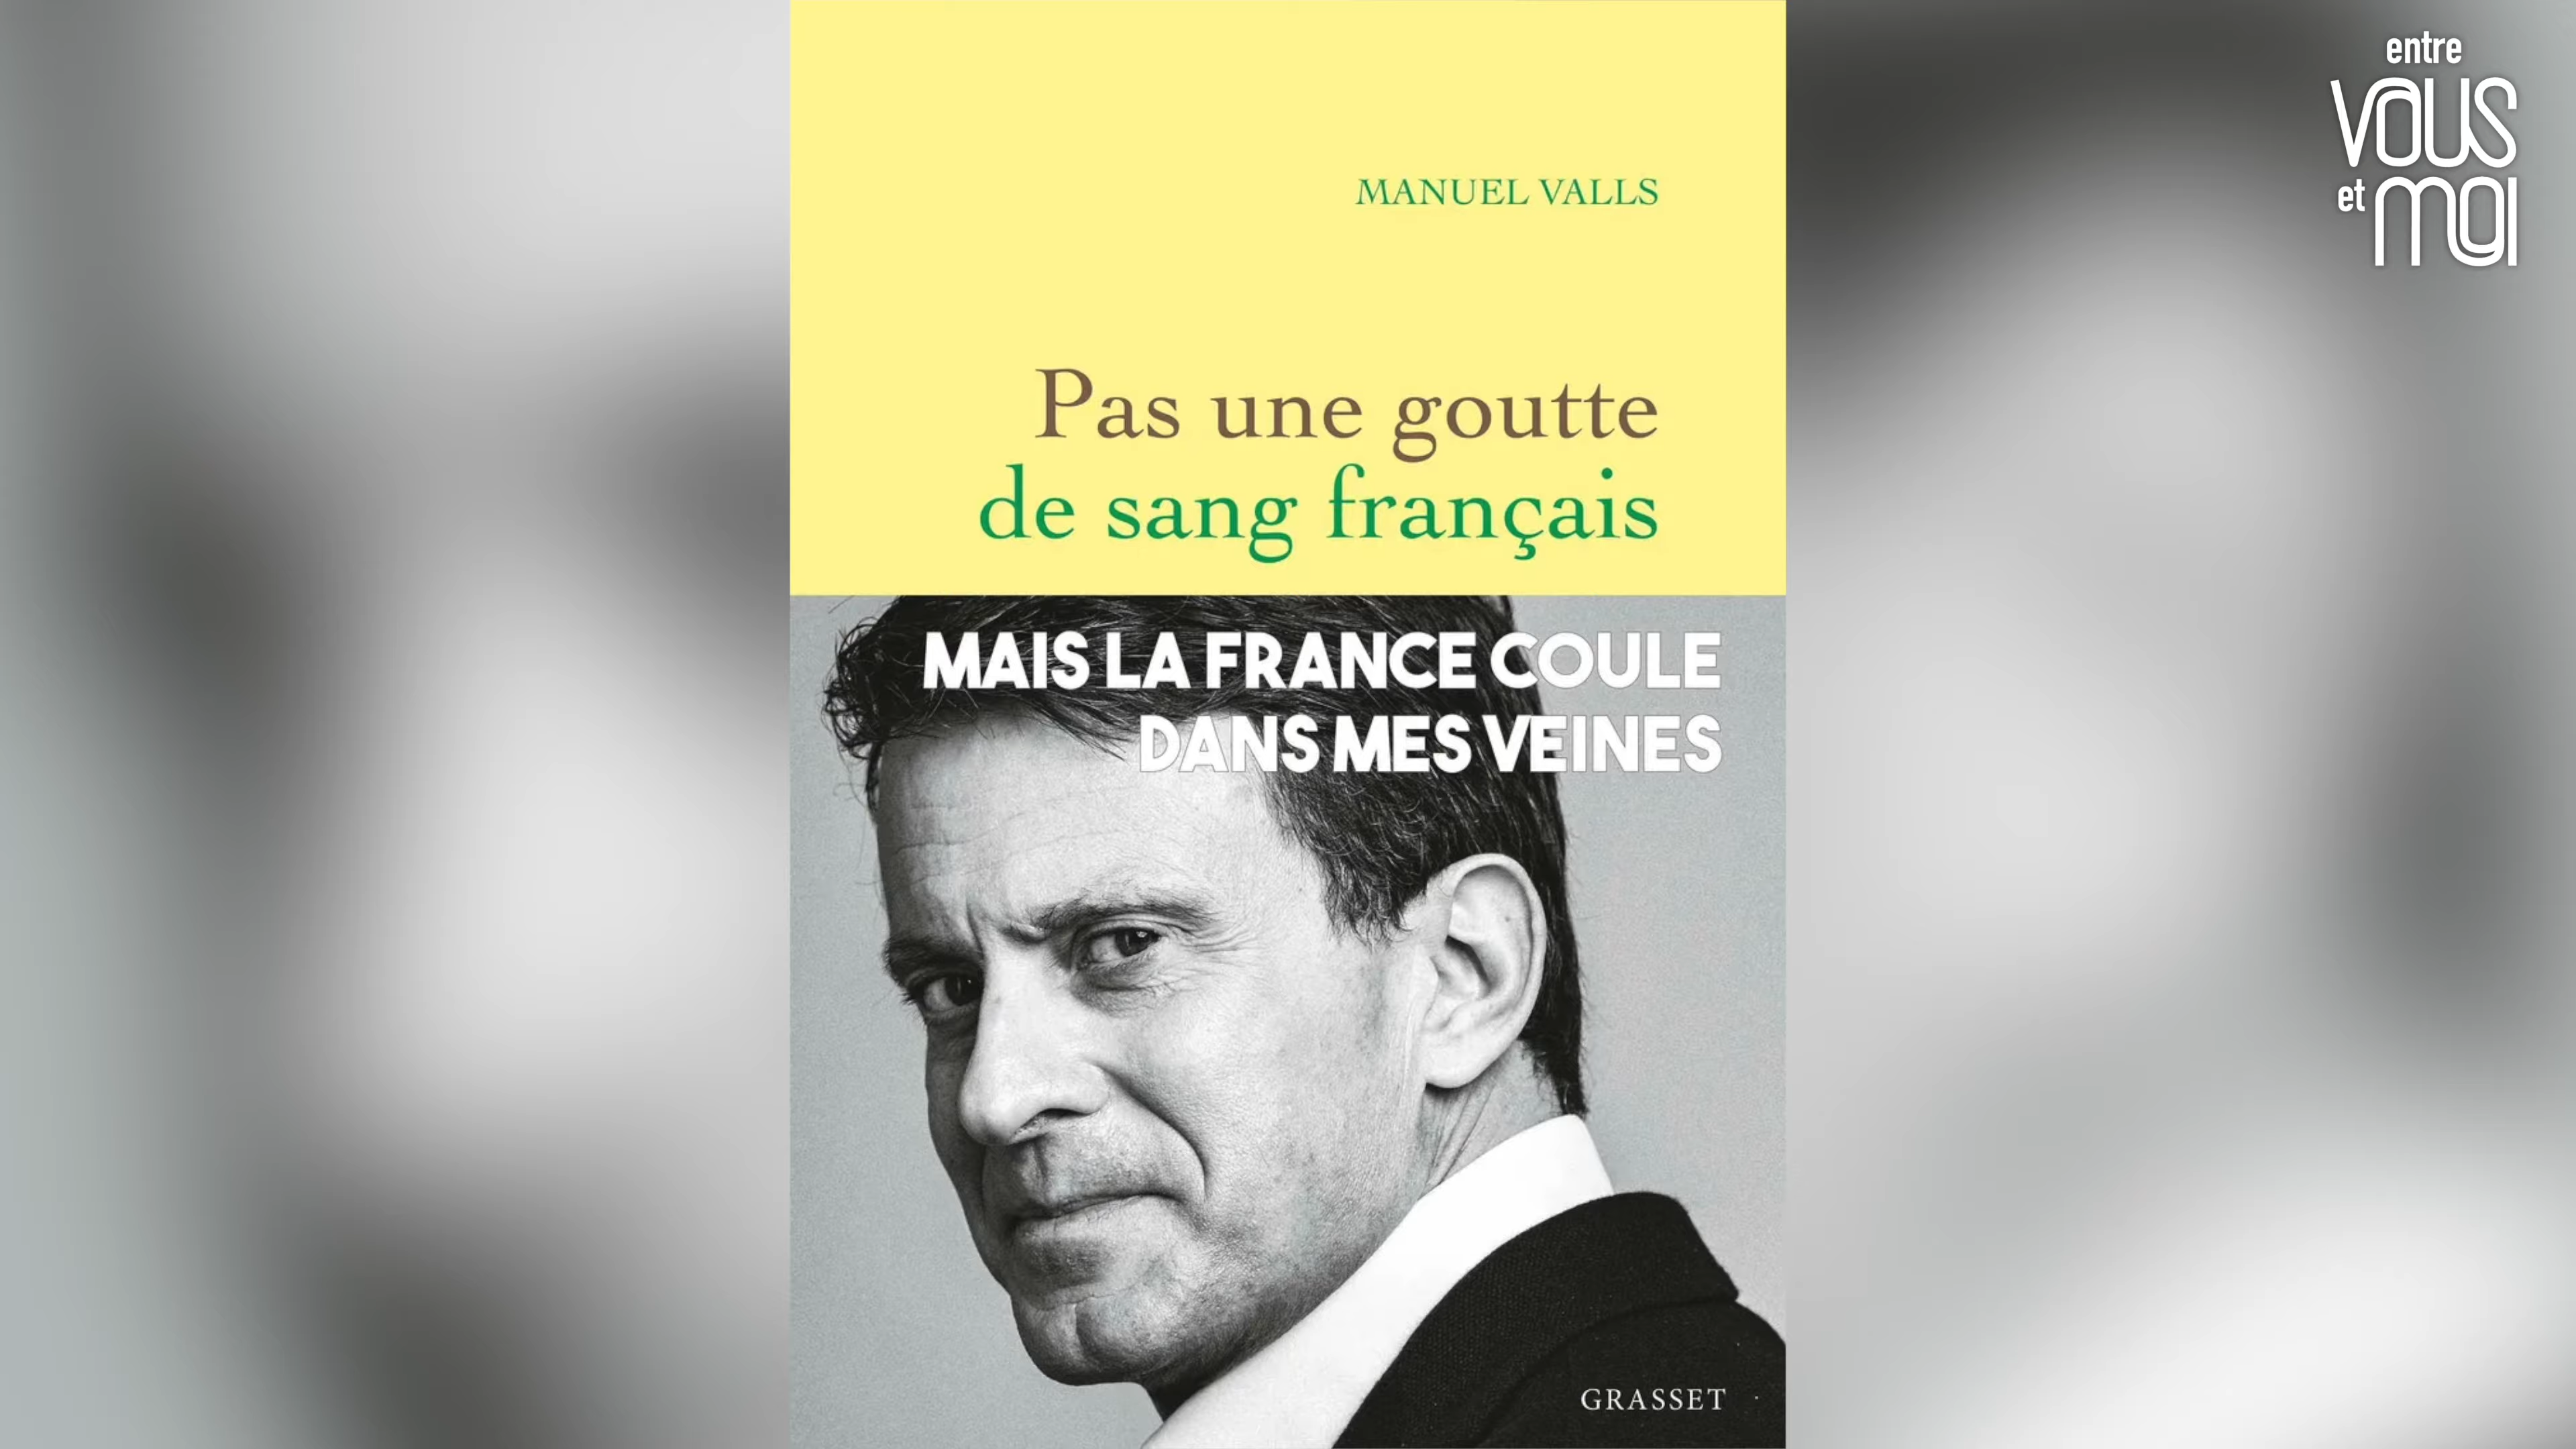 MANUEL VALLS
Pas une goutte
de sang français
MAIS LA FRANCE COULE
DANS MES VEINES
GRASSET
entre
vous
et moi